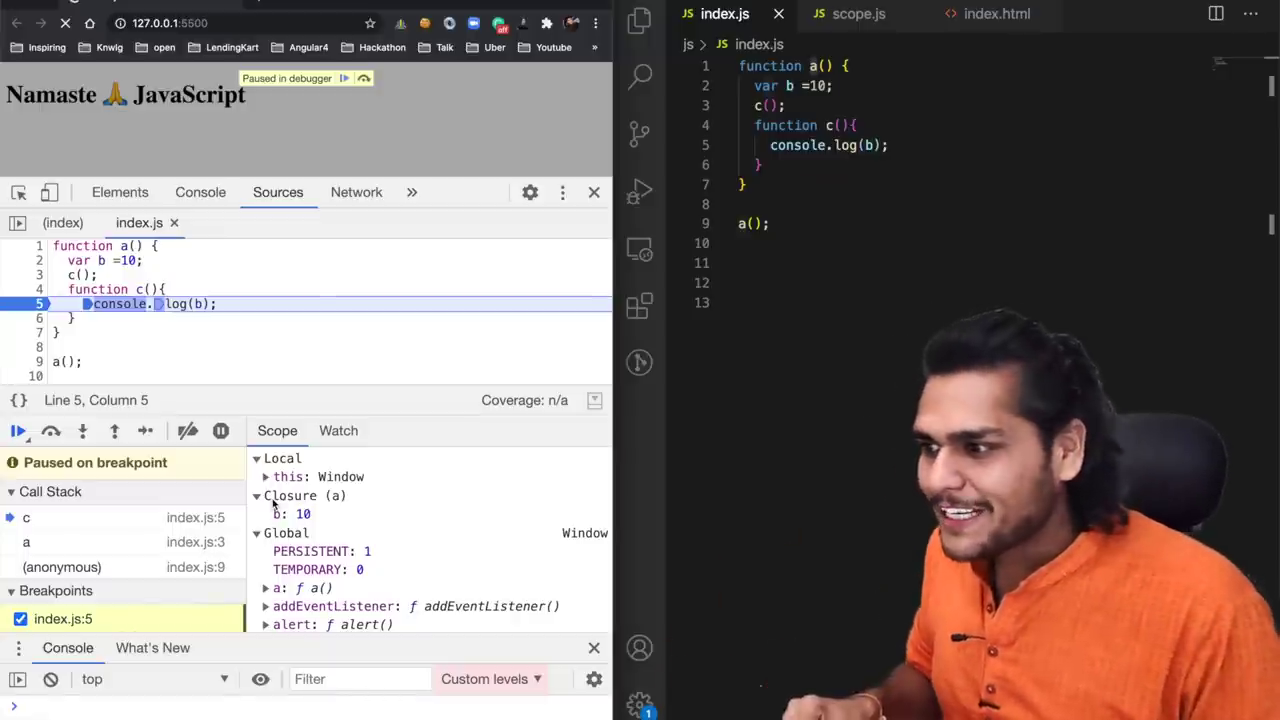 127.0.0.1:5500
off
Inspiring Knwlg open LendingKart Angular4 Hackathon Talk Uber Youtube »
Namaste 🙏 JavaScript
Paused in debugger
Elements Console Sources Network »
(index) index.js
1 function a() {
2 var b =10;
3 c();
4 function c(){
5 console.log(b);
6 }
7 }
8
9 a();
10
{} Line 5, Column 5 Coverage: n/a
Scope Watch
Paused on breakpoint
Call Stack
c index.js:5
a index.js:3
(anonymous) index.js:9
Breakpoints
index.js:5
Local
this: Window
Closure (a)
b: 10
Global Window
PERSISTENT: 1
TEMPORARY: 0
a: ƒ a()
addEventListener: ƒ addEventListener()
alert: ƒ alert()
Console What's New
top Filter Custom levels
index.js scope.js index.html
js > JS index.js
1 function a() {
2 var b =10;
3 c();
4 function c(){
5 console.log(b);
6 }
7 }
8
9 a();
10
11
12
13
1